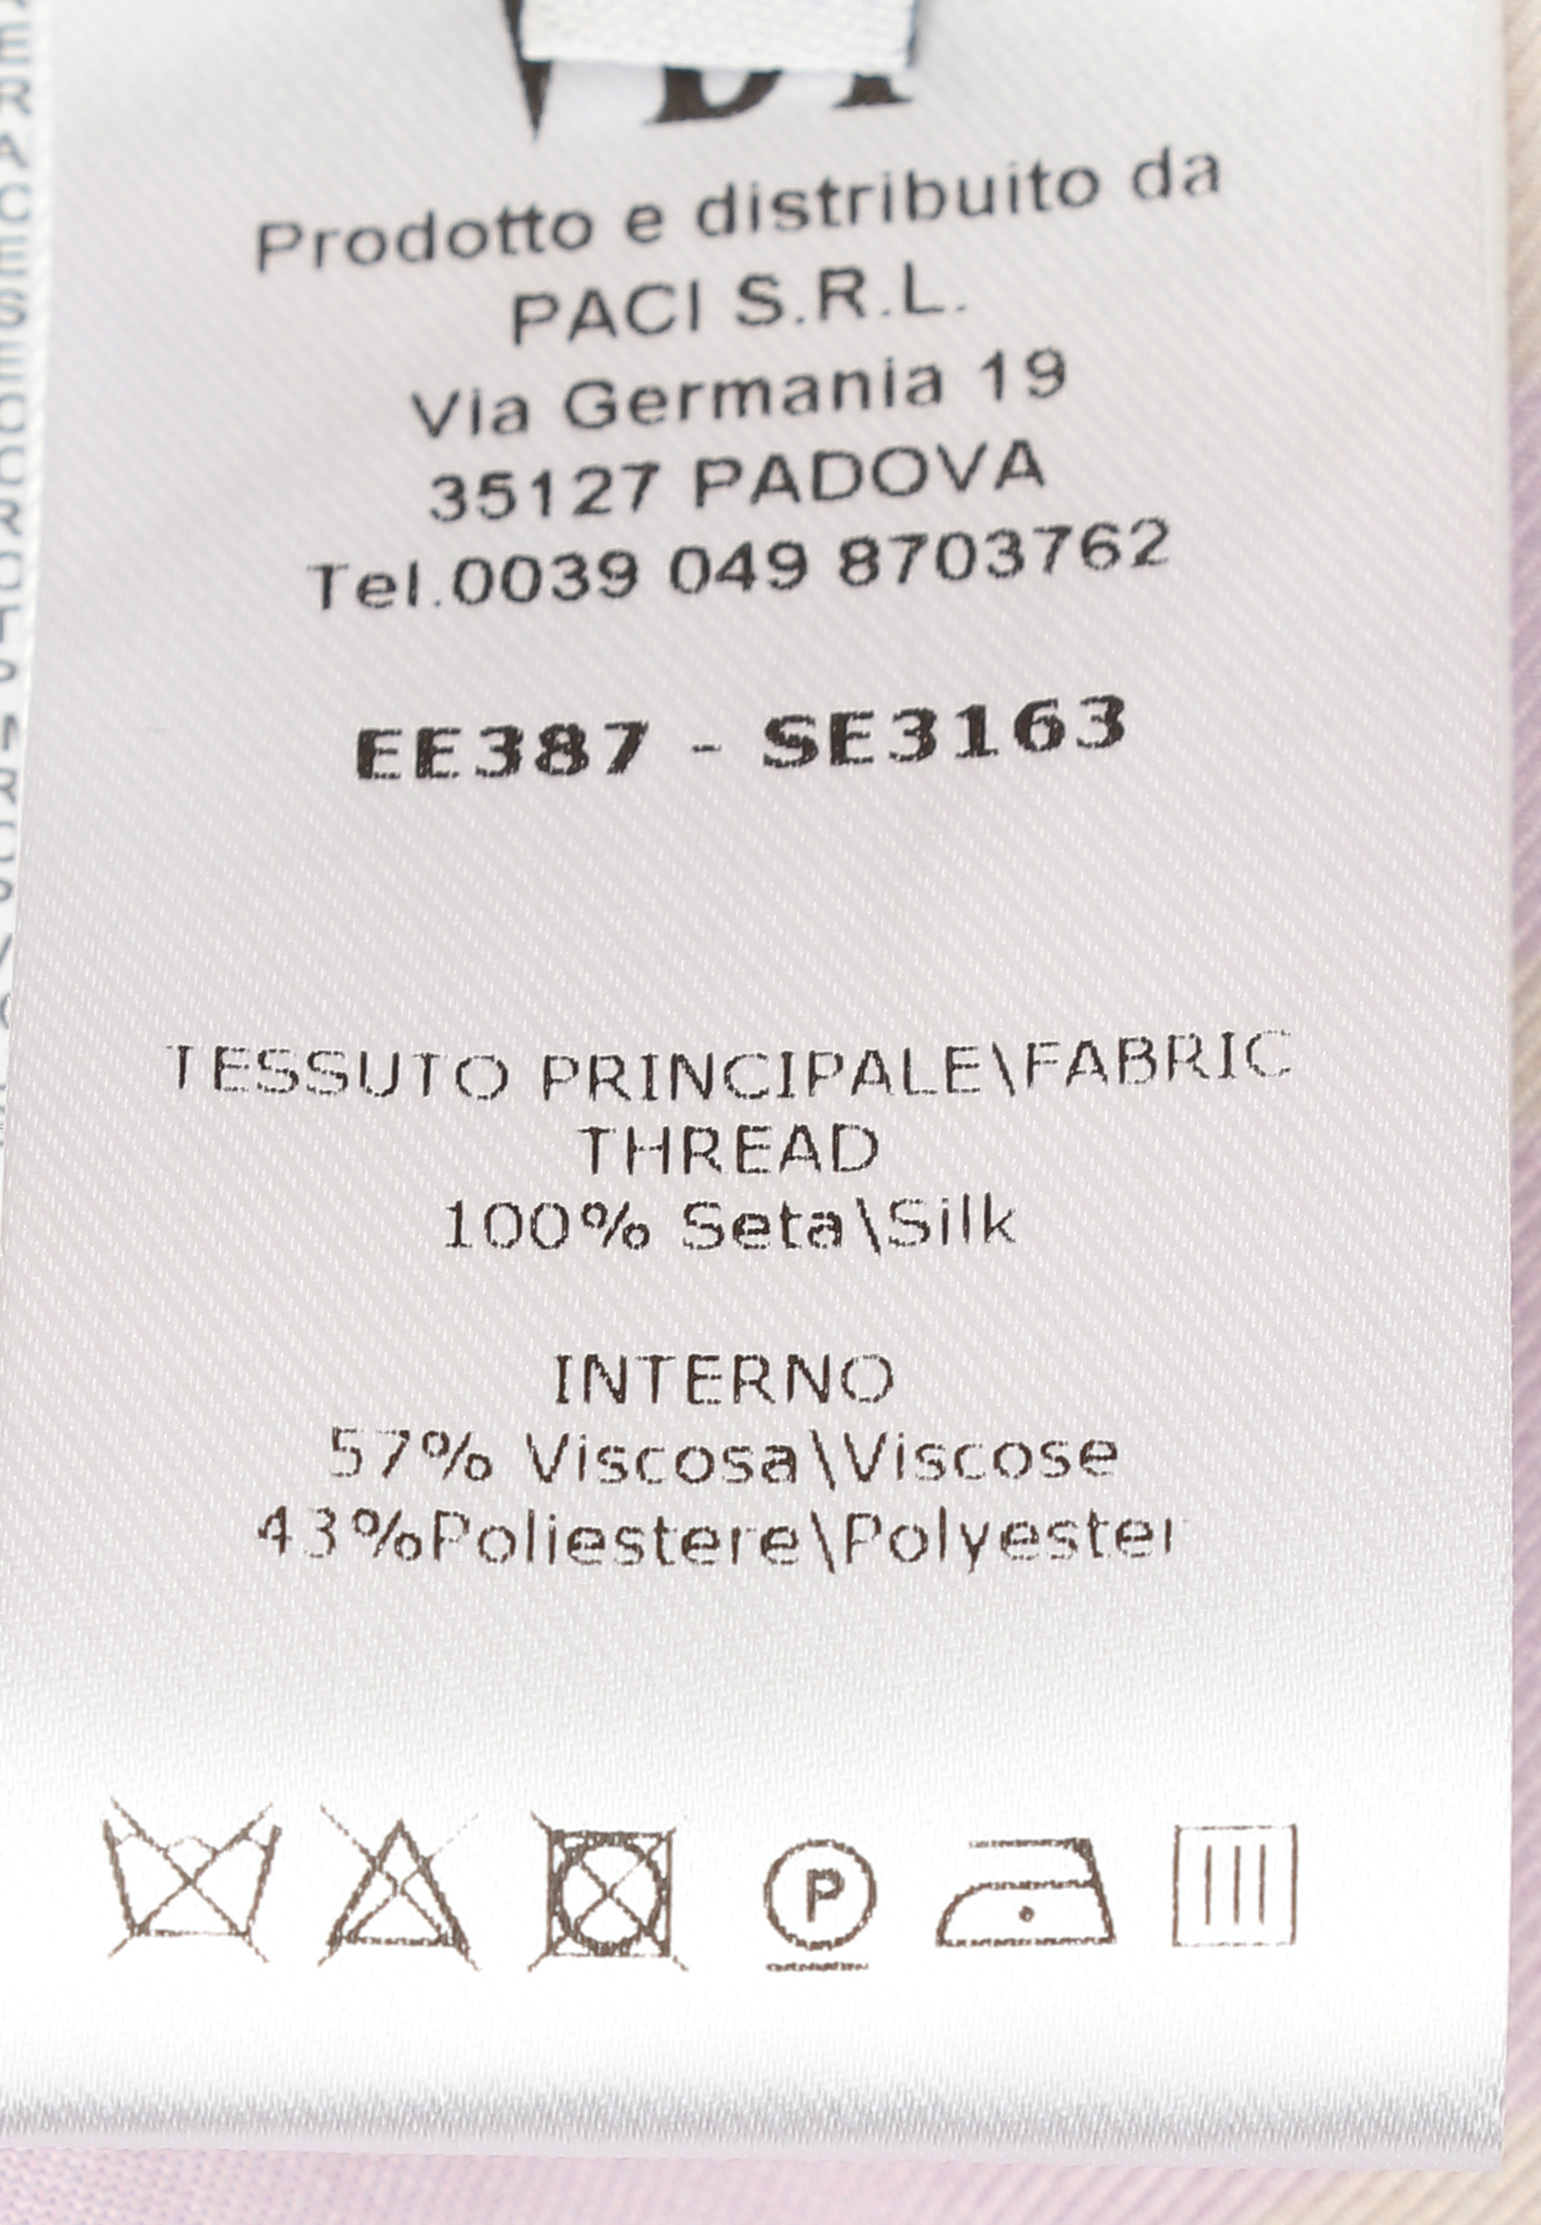 Prodotto e distribuito da
PACI S.R.L.
Via Germania 19
35127 PADOVA
Tel.0039 049 8703762
EE387 - SE3163
TESSUTO PRINCIPALE\FABRIC
THREAD
100% Seta\Silk
INTERNO
57% Viscosa\Viscose
43%Poliestere\Polyester
P